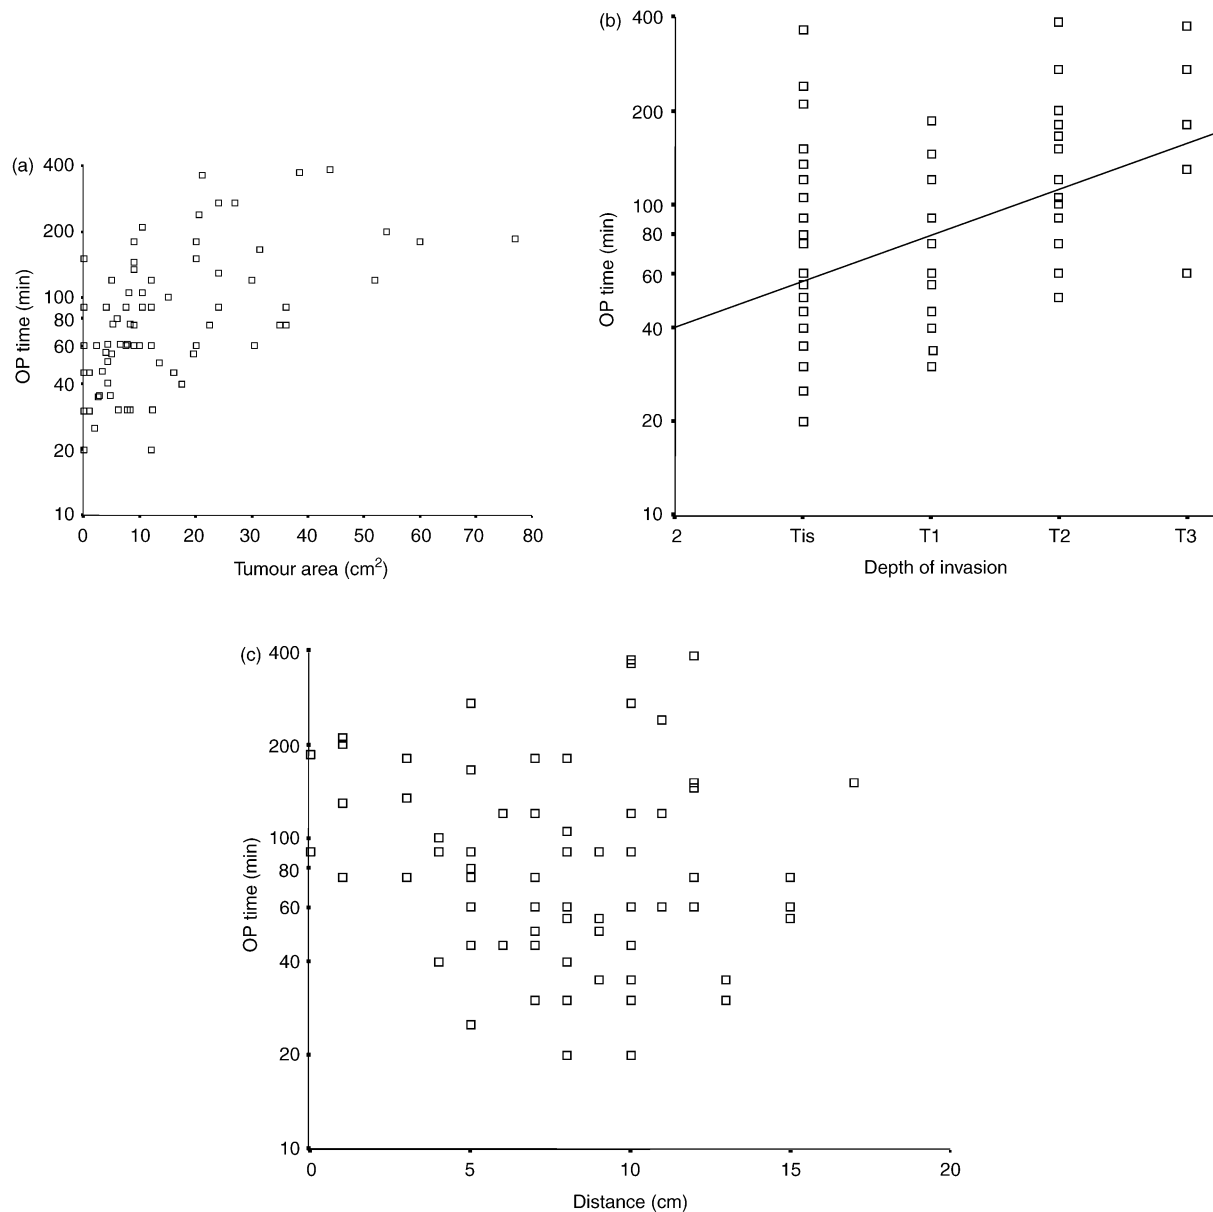 (a)
400
200
100
80
60
40
20
10
OP time (min)
0 10 20 30 40 50 60 70 80
Tumour area (cm²)
(b)
400
200
100
80
60
40
20
10
OP time (min)
2 Tis T1 T2 T3
Depth of invasion
(c)
400
200
100
80
60
40
20
10
OP time (min)
0 5 10 15 20
Distance (cm)